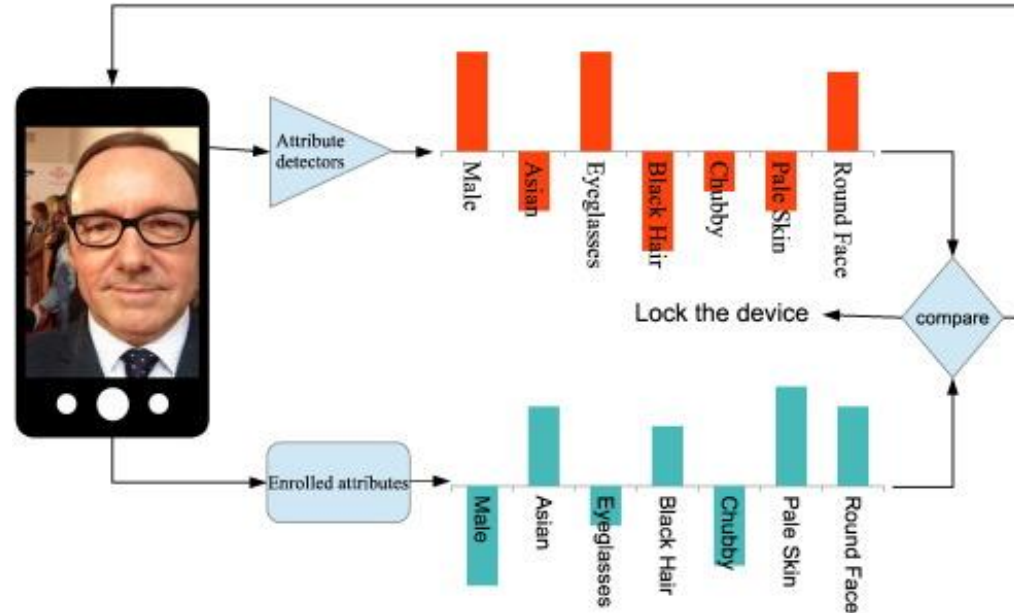 Attribute
detectors
Male
Asian
Eyeglasses
Black Hair
Chubby
Pale Skin
Round Face
Lock the device
compare
Enrolled attributes
Male
Asian
Eyeglasses
Black Hair
Chubby
Pale Skin
Round Face